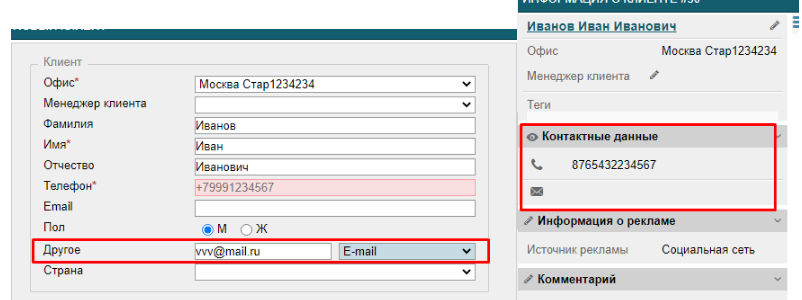 ИНФОРМАЦИЯ О КЛИЕНТЕ #90
Клиент
Офис* Москва Стар1234234
Менеджер клиента
Фамилия Иванов
Имя* Иван
Отчество Иванович
Телефон* +79991234567
Email
Пол М Ж
Другое vvv@mail.ru E-mail
Страна
Иванов Иван Иванович
Офис Москва Стар1234234
Менеджер клиента
Теги
Контактные данные
8765432234567
Информация о рекламе
Источник рекламы Социальная сеть
Комментарий